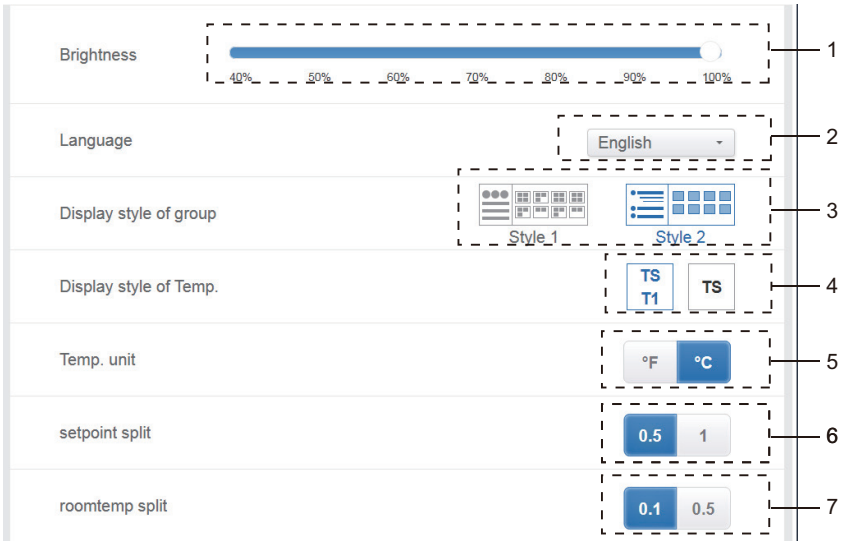 Brightness
40% 50% 60% 70% 80% 90% 100%
1
Language
English
2
Display style of group
Style 1 Style 2
3
Display style of Temp.
TS
T1
TS
4
Temp. unit
°F °C
5
setpoint split
0.5 1
6
roomtemp split
0.1 0.5
7